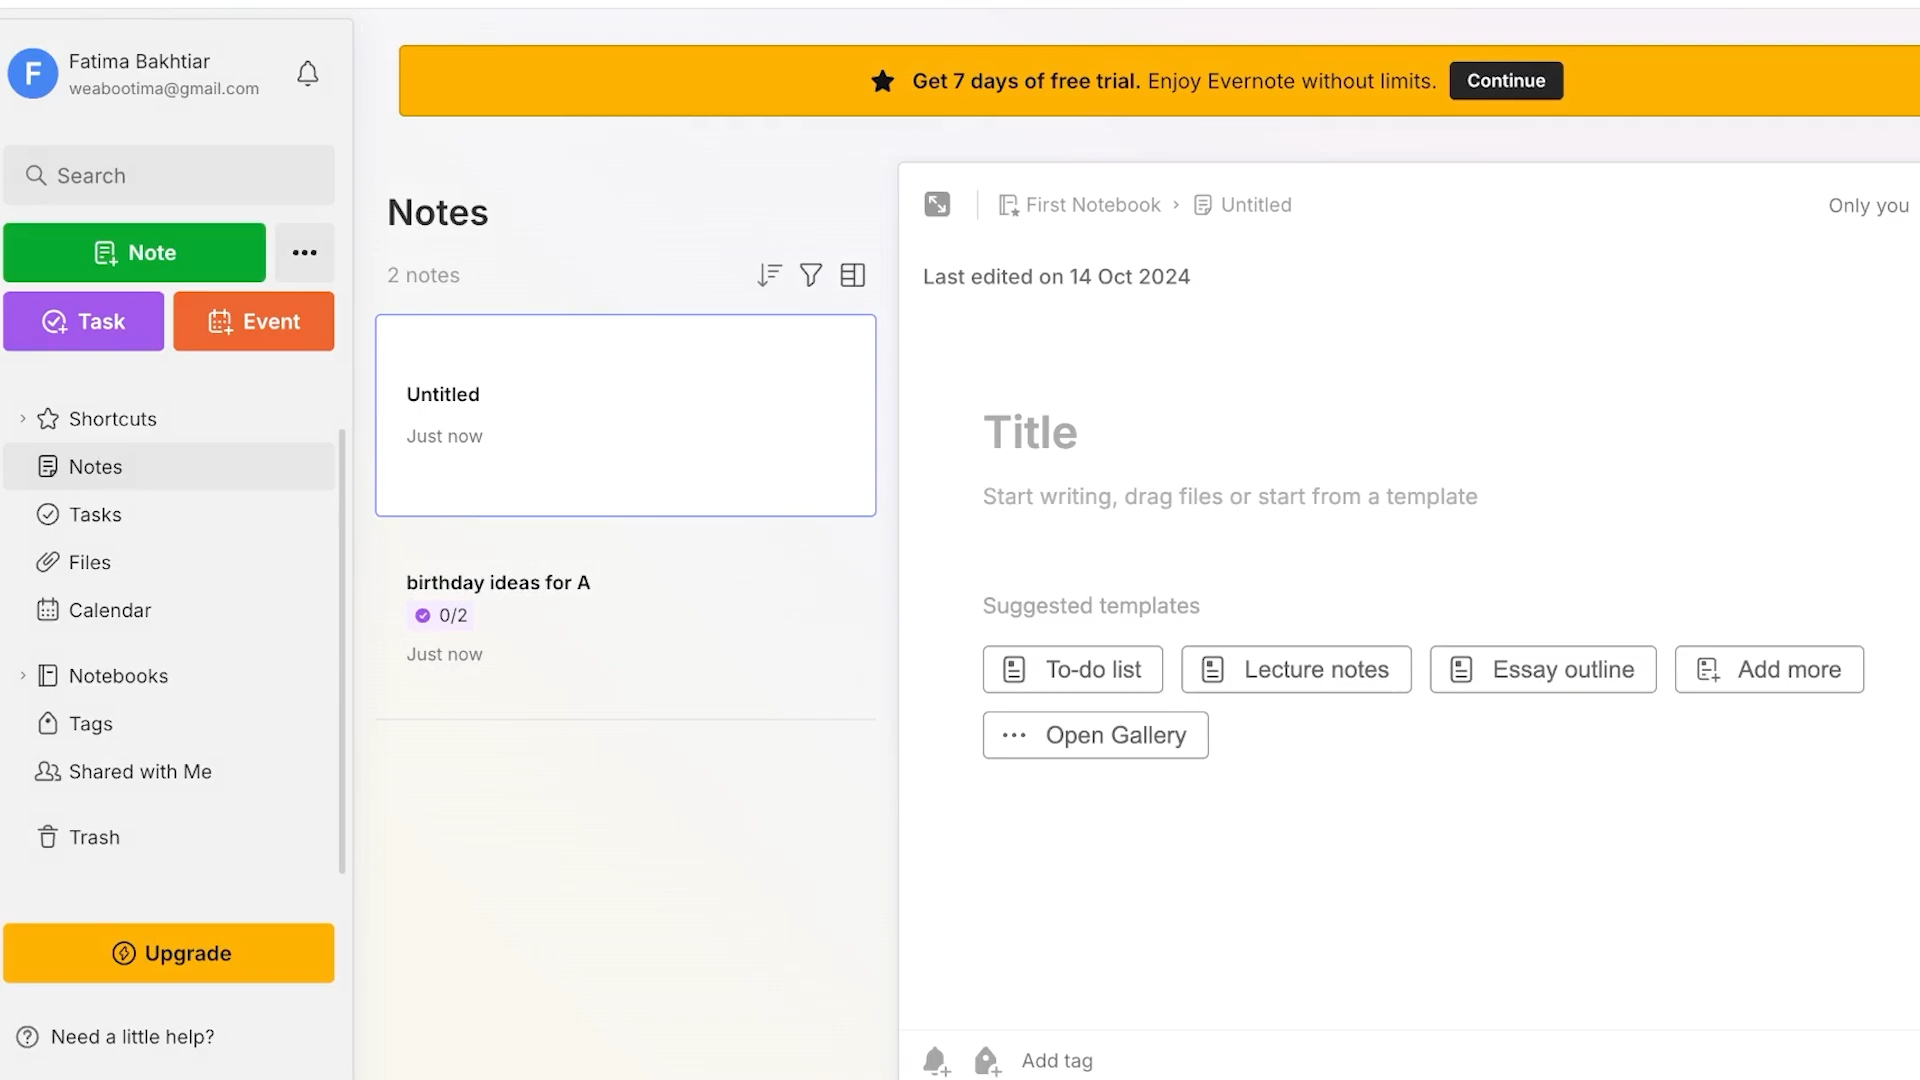 F
Fatima Bakhtiar
weabootima@gmail.com
Search
Note
Task
Event
Shortcuts
Notes
Tasks
Files
Calendar
Notebooks
Tags
Shared with Me
Trash
Upgrade
Need a little help?
Get 7 days of free trial. Enjoy Evernote without limits.
Continue
Notes
2 notes
Untitled
Just now
birthday ideas for A
0/2
Just now
First Notebook › Untitled
Only you
Last edited on 14 Oct 2024
Title
Start writing, drag files or start from a template
Suggested templates
To-do list
Lecture notes
Essay outline
Add more
Open Gallery
Add tag